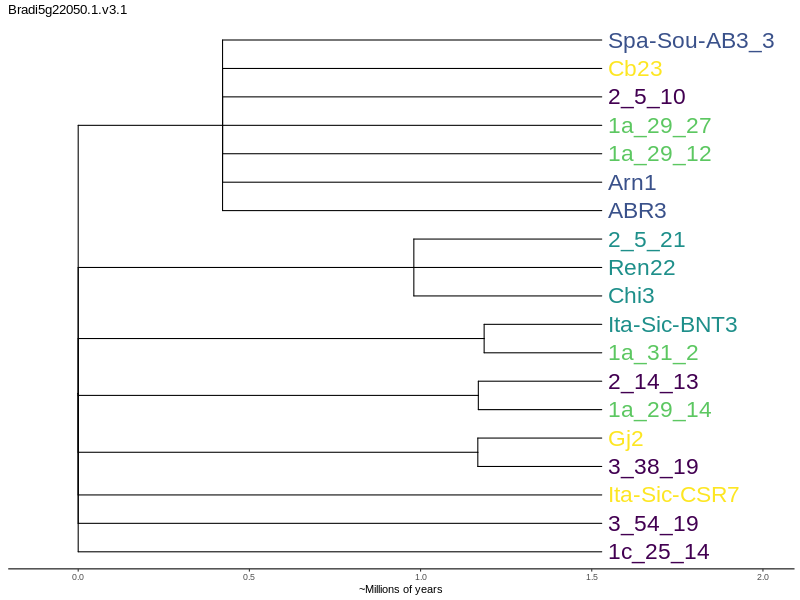 Bradi5g22050.1.v3.1
Spa-Sou-AB3_3
Cb23
2_5_10
1a_29_27
1a_29_12
Arn1
ABR3
2_5_21
Ren22
Chi3
Ita-Sic-BNT3
1a_31_2
2_14_13
1a_29_14
Gj2
3_38_19
Ita-Sic-CSR7
3_54_19
1c_25_14
0.0 0.5 1.0 1.5 2.0
~Millions of years